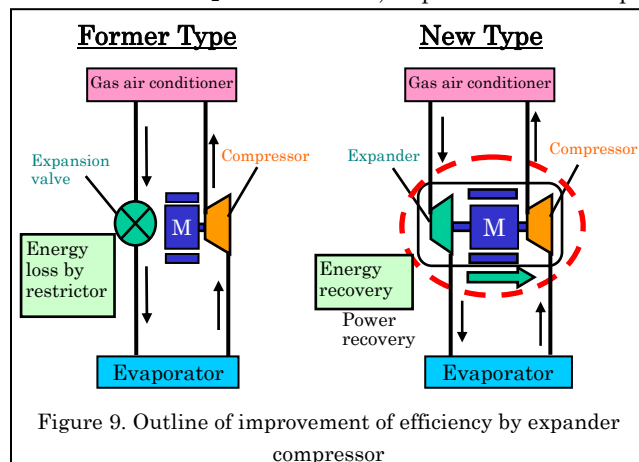 Former Type
New Type
Gas air conditioner
Gas air conditioner
Expansion
valve
Compressor
Expander
Compressor
M
M
Energy
loss by
restrictor
Energy
recovery
Power
recovery
Evaporator
Evaporator
Figure 9. Outline of improvement of efficiency by expander
compressor